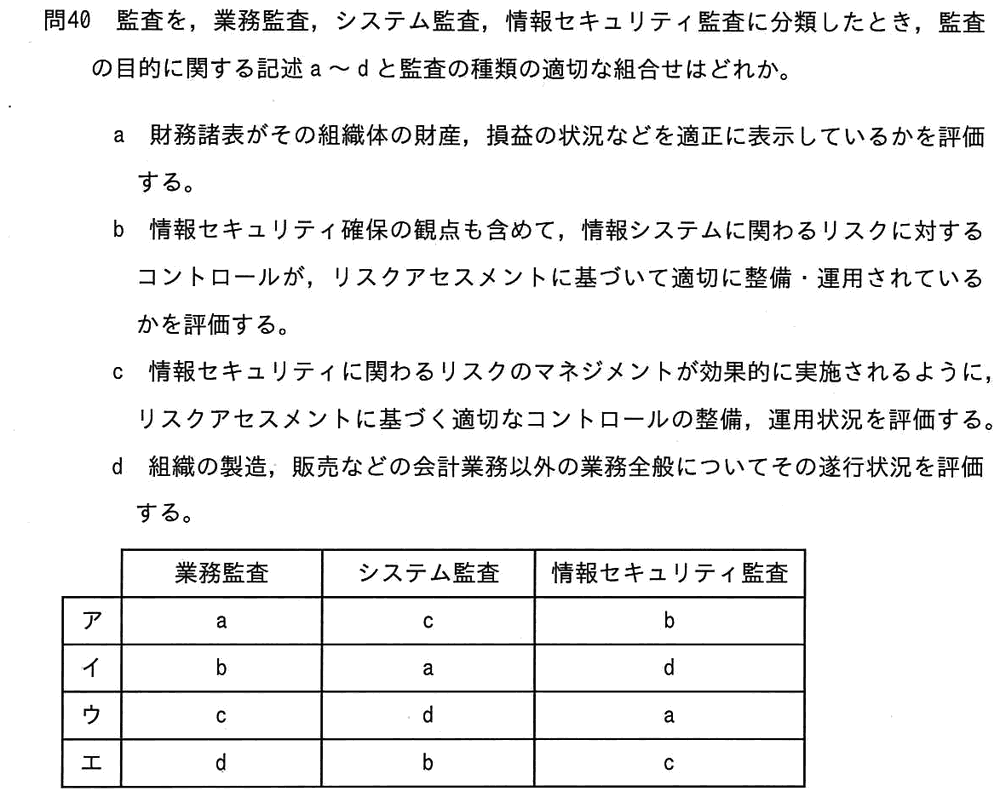 問40 監査を，業務監査，システム監査，情報セキュリティ監査に分類したとき，監査
の目的に関する記述 a ～ d と監査の種類の適切な組合せはどれか。
a 財務諸表がその組織体の財産，損益の状況などを適正に表示しているかを評価
する。
b 情報セキュリティ確保の観点も含めて，情報システムに関わるリスクに対する
コントロールが，リスクアセスメントに基づいて適切に整備・運用されている
かを評価する。
c 情報セキュリティに関わるリスクのマネジメントが効果的に実施されるように，
リスクアセスメントに基づく適切なコントロールの整備，運用状況を評価する。
d 組織の製造，販売などの会計業務以外の業務全般についてその遂行状況を評価
する。
業務監査 システム監査 情報セキュリティ監査
ア a c b
イ b a d
ウ c d a
エ d b c